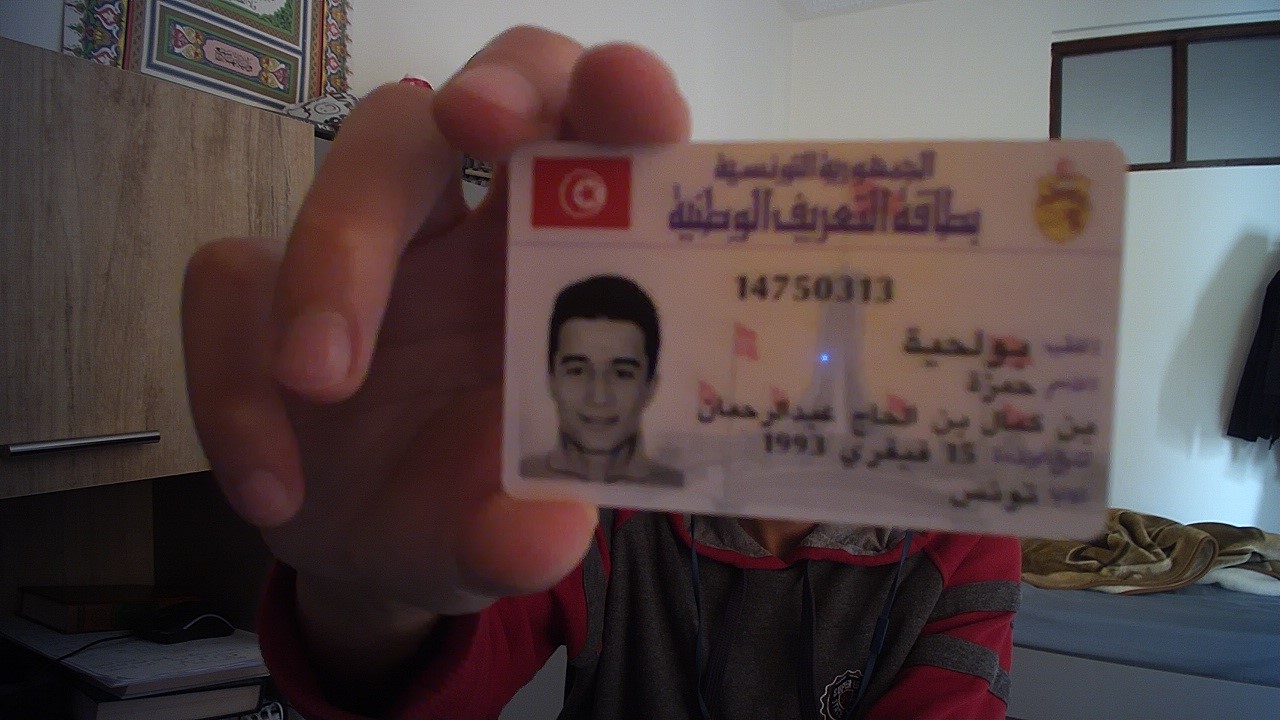 الجمهورية التونسية
بطاقة التعريف الوطنية
14750313
اللقب بولحية
الاسم حمزة
بن كمال بن الحاج عبدالرحمان
تاريخ الولادة 15 فيفري 1993
مكانها تونس